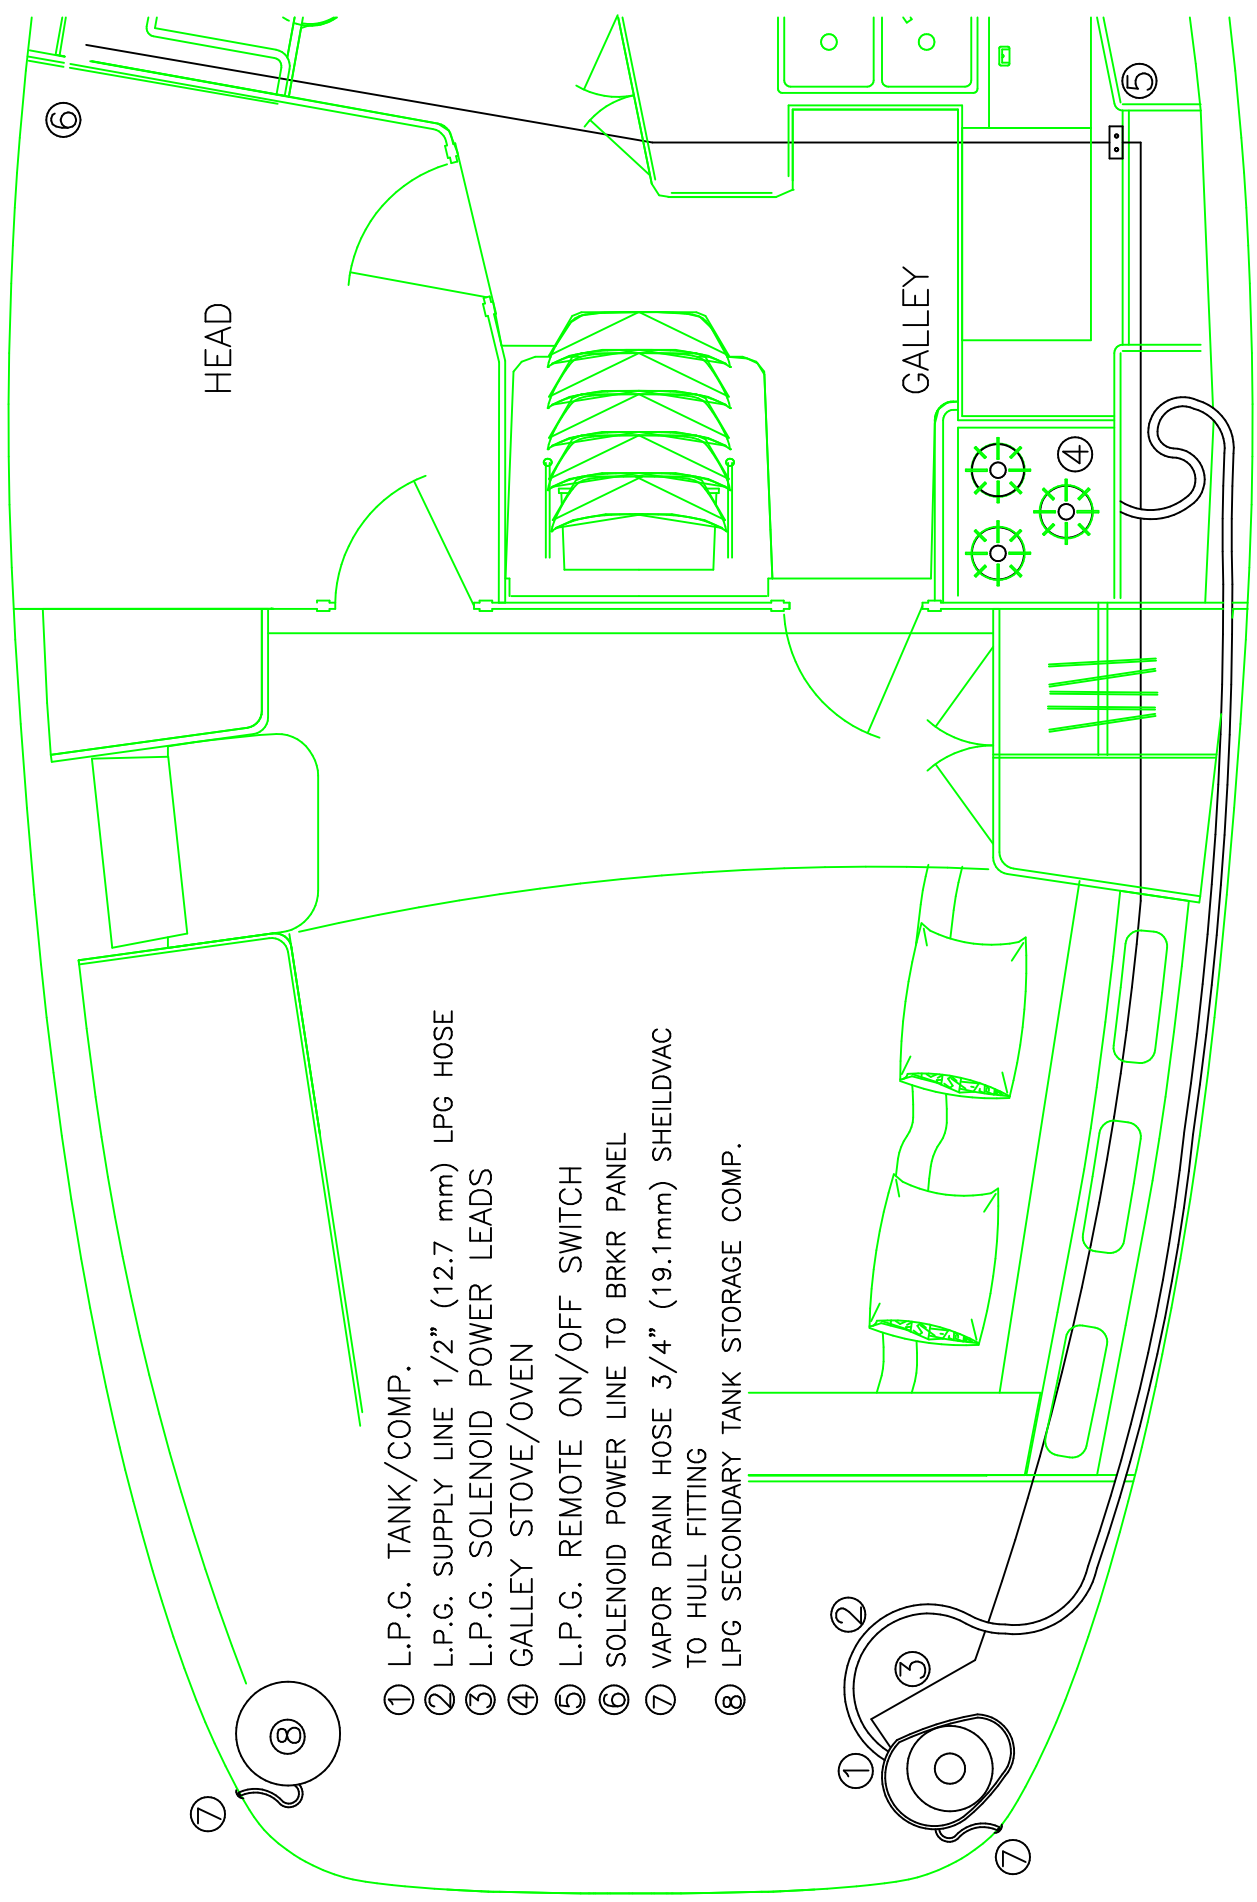 HEAD
GALLEY
6
5
4
1 L.P.G. TANK/COMP.
2 L.P.G. SUPPLY LINE 1/2” (12.7 mm) LPG HOSE
3 L.P.G. SOLENOID POWER LEADS
4 GALLEY STOVE/OVEN
5 L.P.G. REMOTE ON/OFF SWITCH
6 SOLENOID POWER LINE TO BRKR PANEL
7 VAPOR DRAIN HOSE 3/4” (19.1mm) SHEILDVAC
TO HULL FITTING
8 LPG SECONDARY TANK STORAGE COMP.
7
8
1
2
3
7